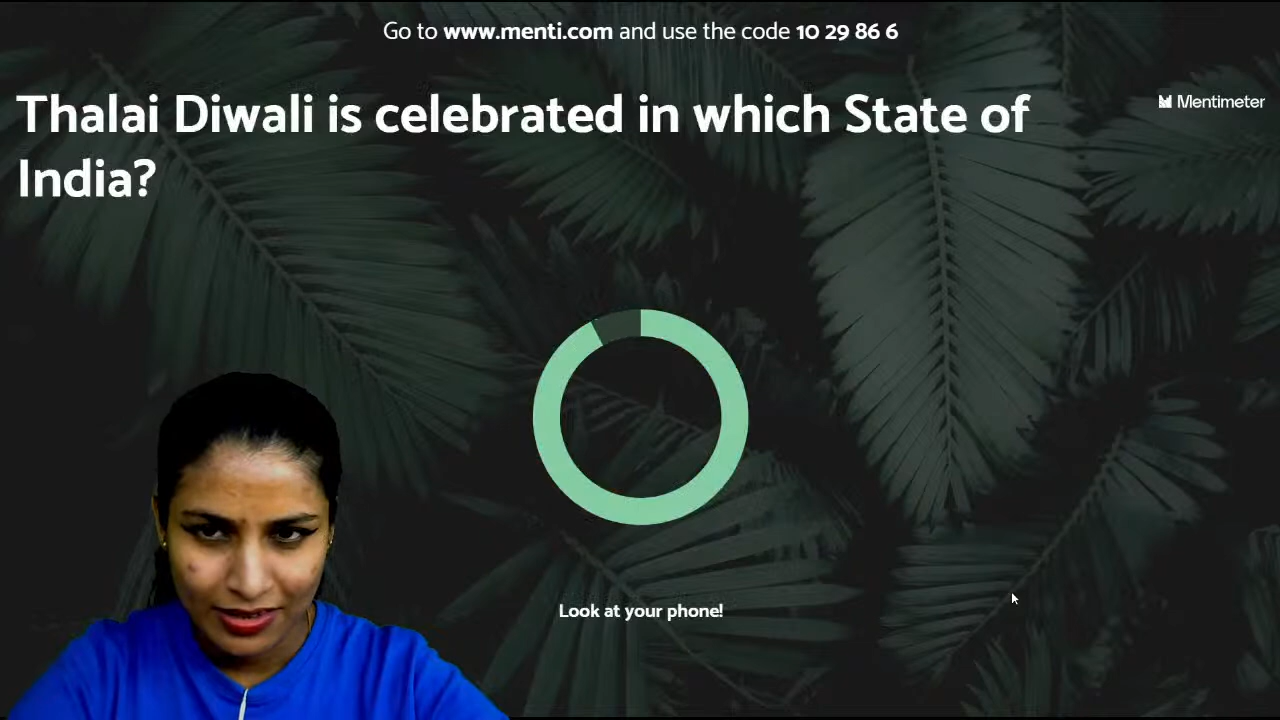 Go to www.menti.com and use the code 10 29 86 6
Thalai Diwali is celebrated in which State of
India?
Mentimeter
Look at your phone!